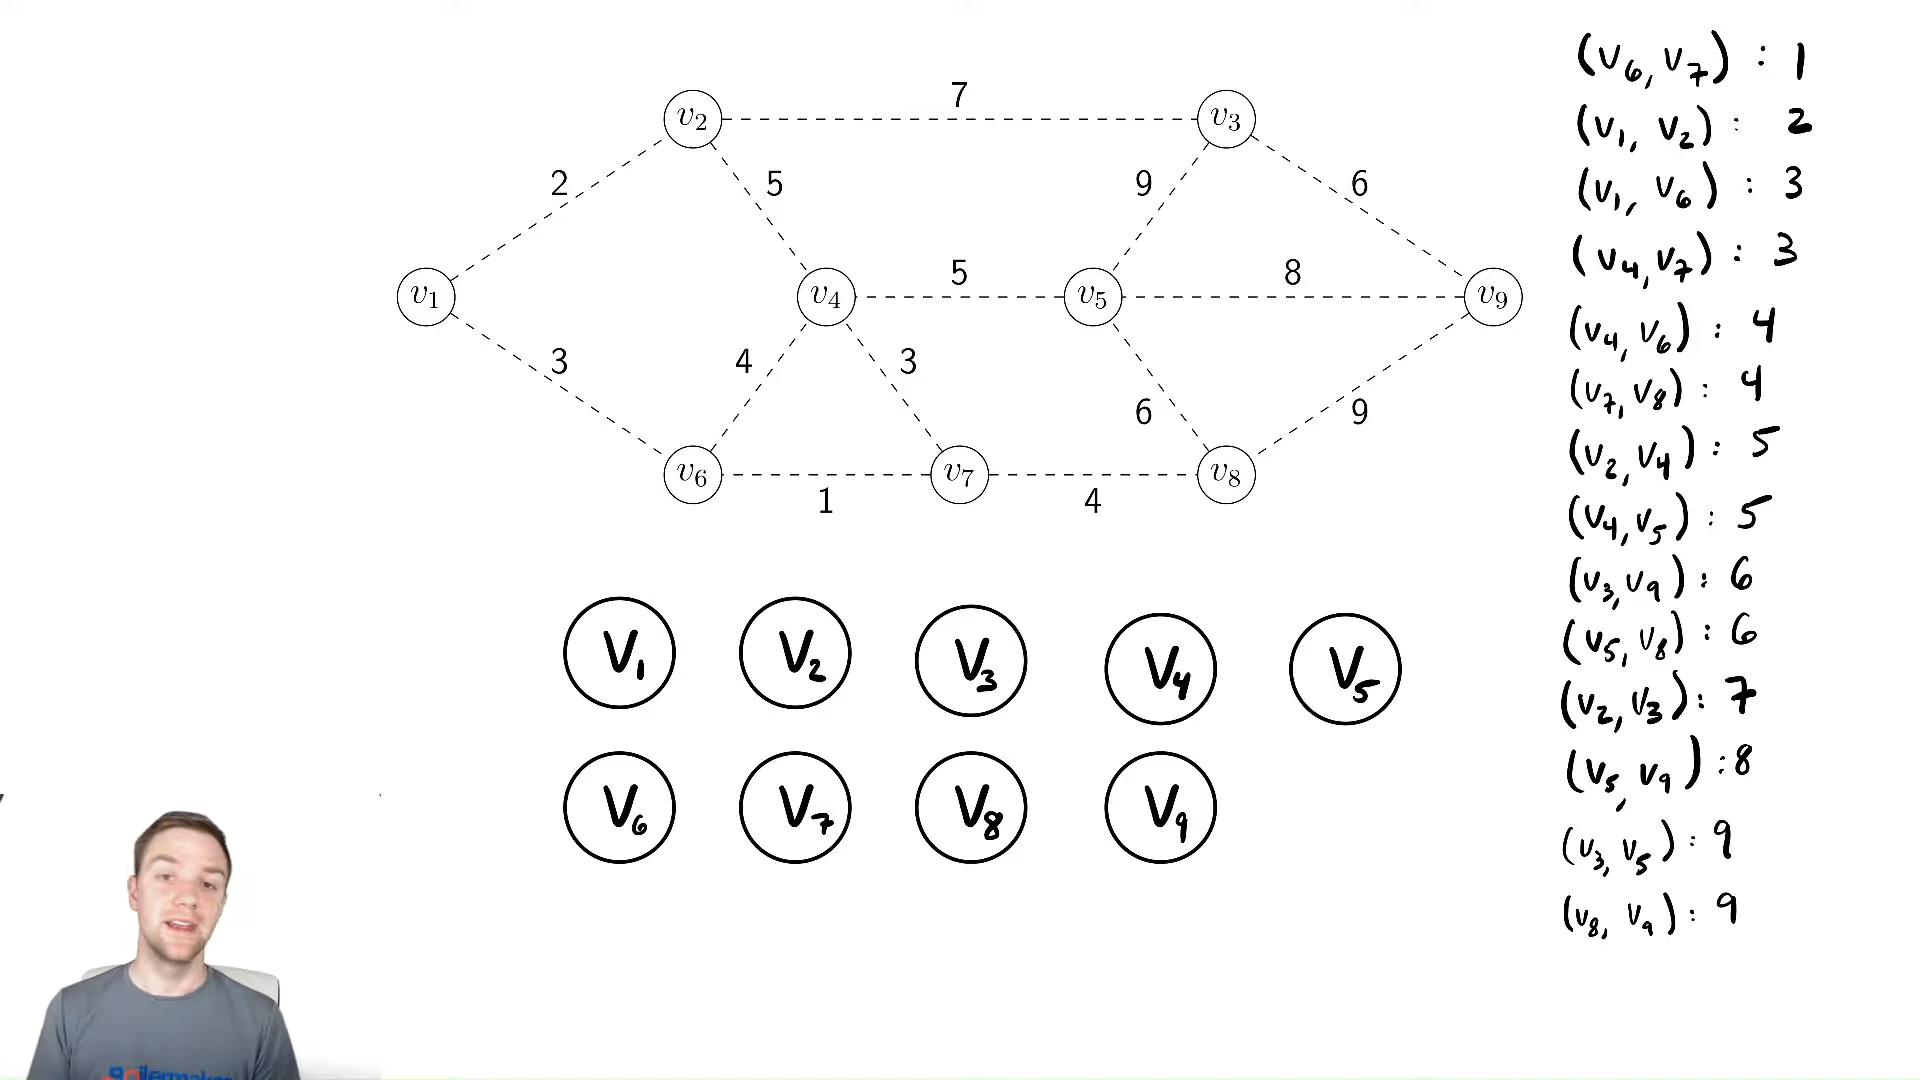 7
v2 v3
2 5 9 6
5 8
v1 v4 v5 v9
3 4 3 6 9
v6 v7 v8
1 4
V1 V2 V3 V4 V5
V6 V7 V8 V9
(v6, v7) : 1
(v1, v2) : 2
(v1, v6) : 3
(v4, v7) : 3
(v4, v6) : 4
(v7, v8) : 4
(v2, v4) : 5
(v4, v5) : 5
(v3, v9) : 6
(v5, v8) : 6
(v2, v3) : 7
(v5, v9) : 8
(v3, v5) : 9
(v8, v9) : 9